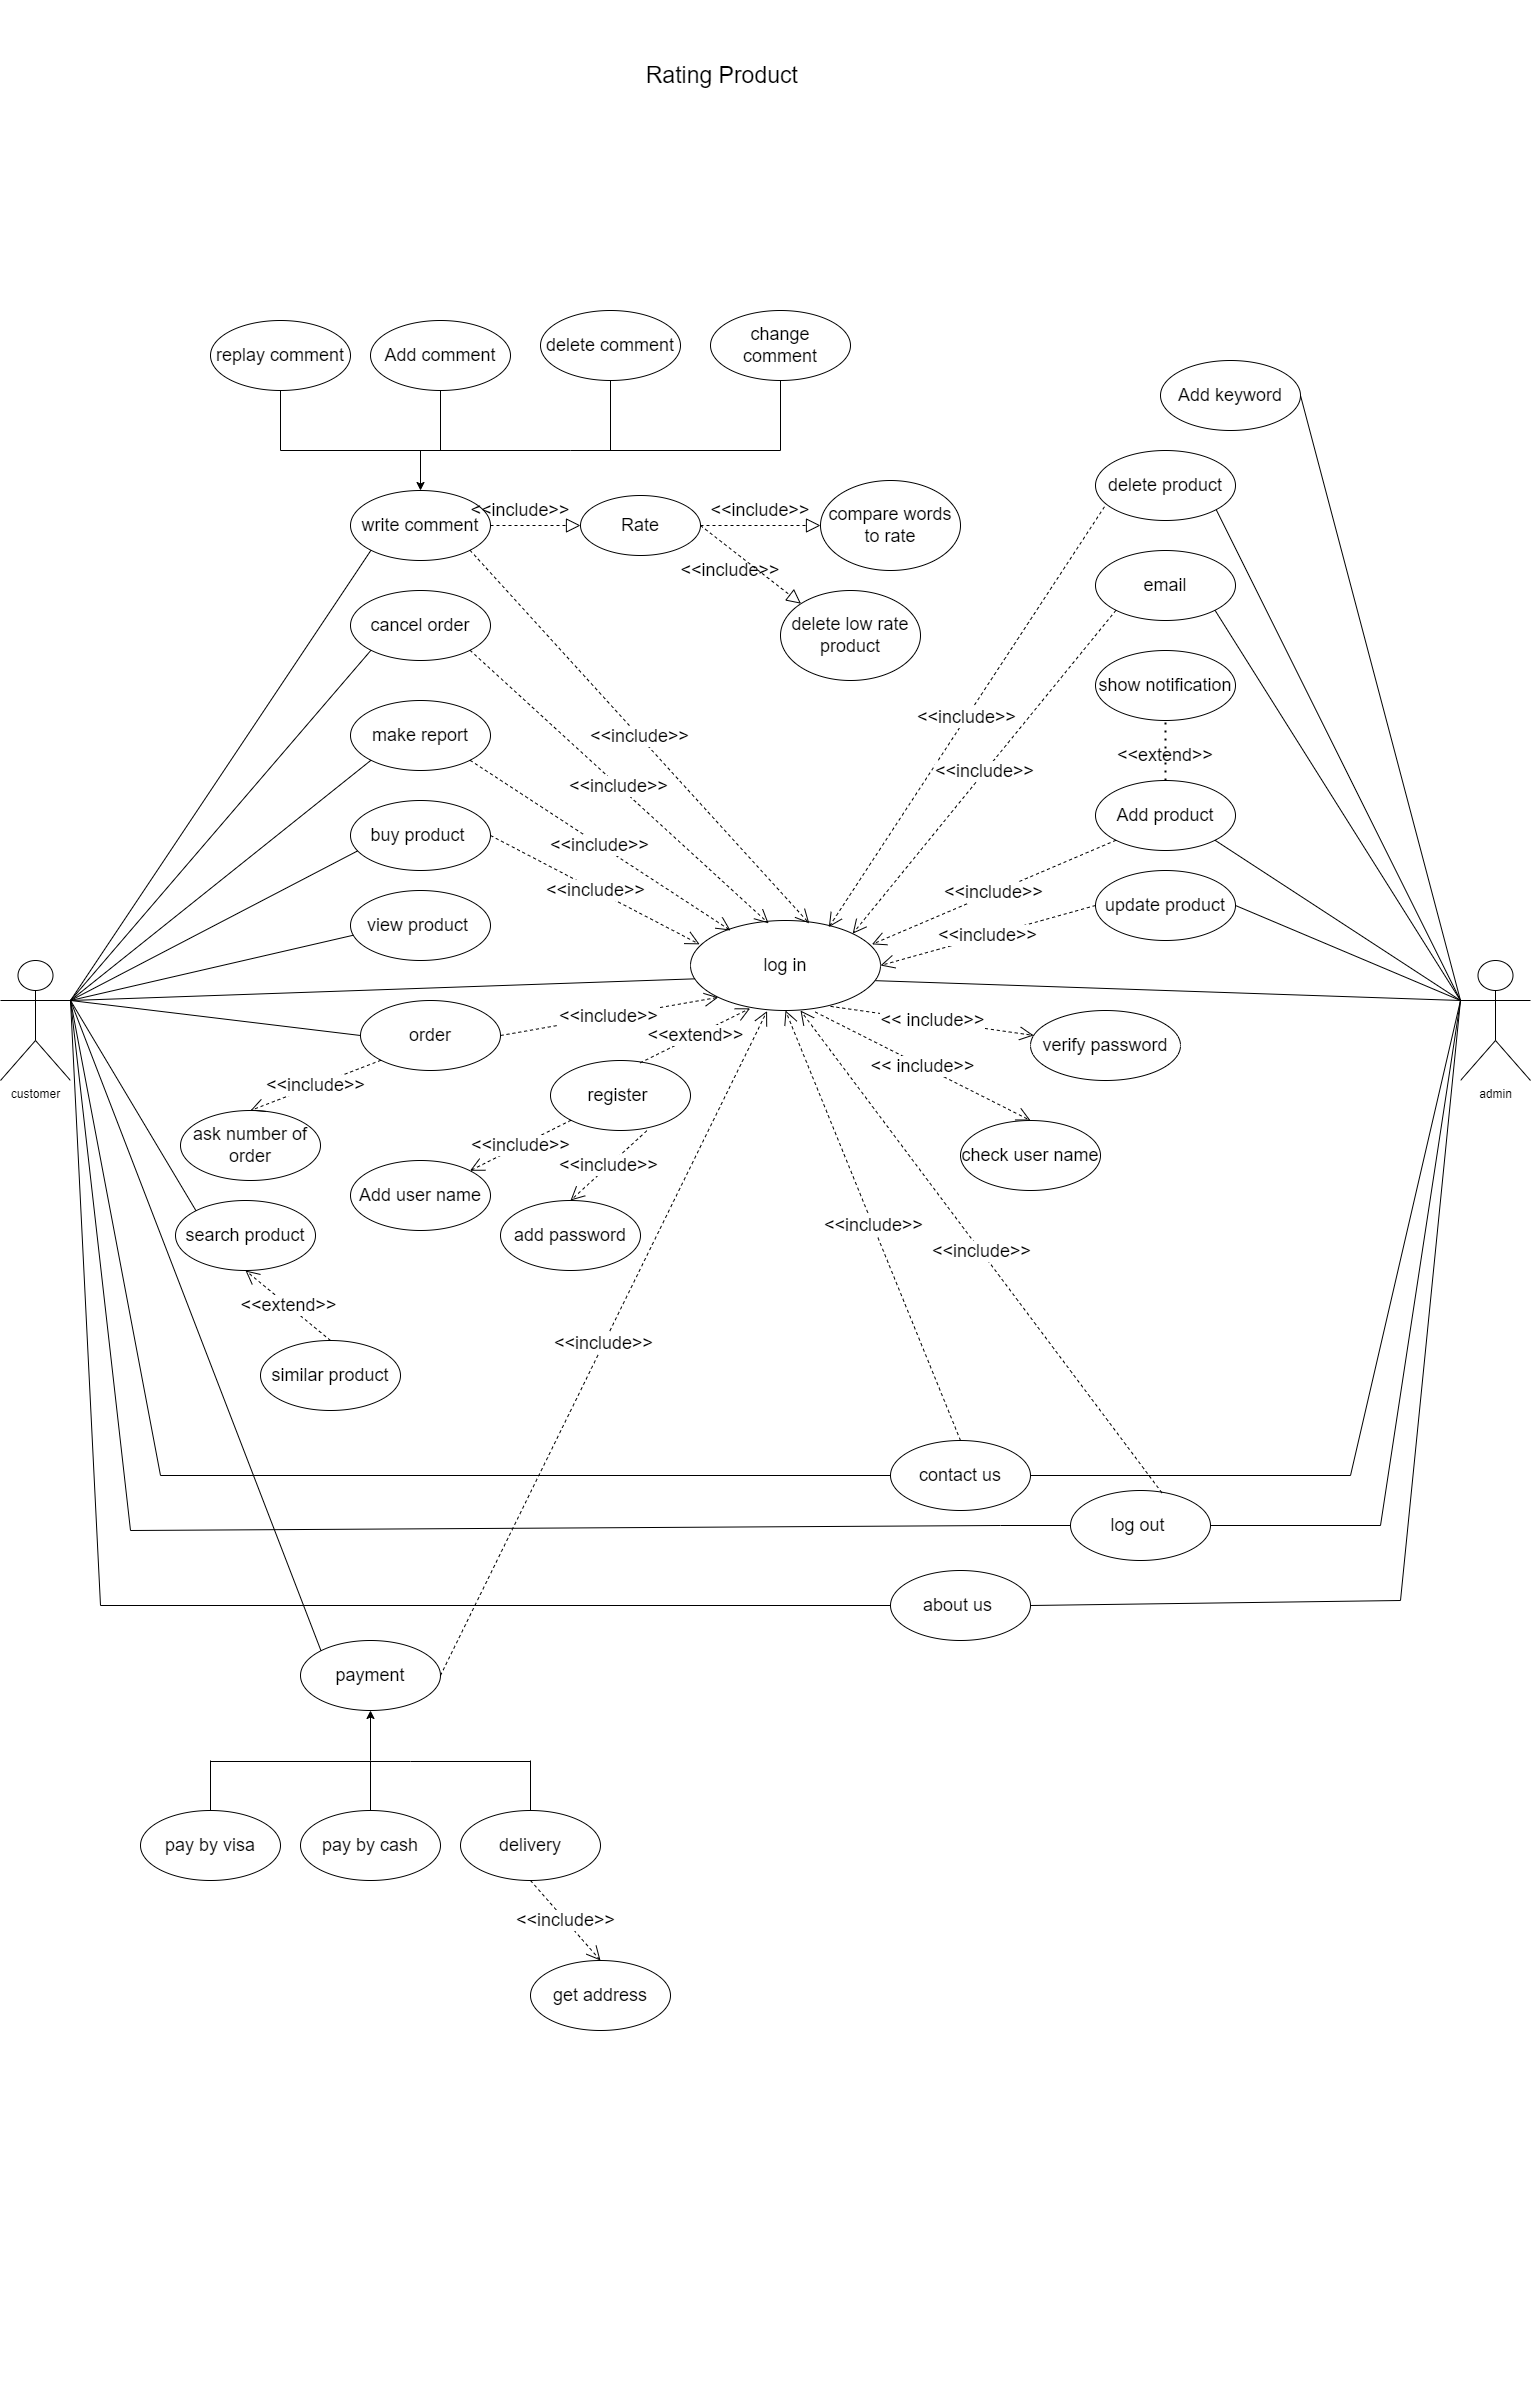 Rating Product
replay comment
Add comment
delete comment
change
comment
Add keyword
delete product
write comment
<<include>>
Rate
<<include>>
compare words
to rate
<<include>>
email
cancel order
delete low rate
product
show notification
<<include>>
<<include>>
make report
<<extend>>
<<include>>
<<include>>
Add product
buy product
<<include>>
<<include>>
<<include>>
update product
view product
<<include>>
log in
order
<<include>>
<<extend>>
<< include>>
verify password
<< include>>
customer
admin
<<include>>
register
ask number of
order
<<include>>
<<include>>
check user name
Add user name
add password
search product
<<include>>
<<include>>
<<extend>>
<<include>>
similar product
contact us
log out
about us
payment
pay by visa
pay by cash
delivery
<<include>>
get address